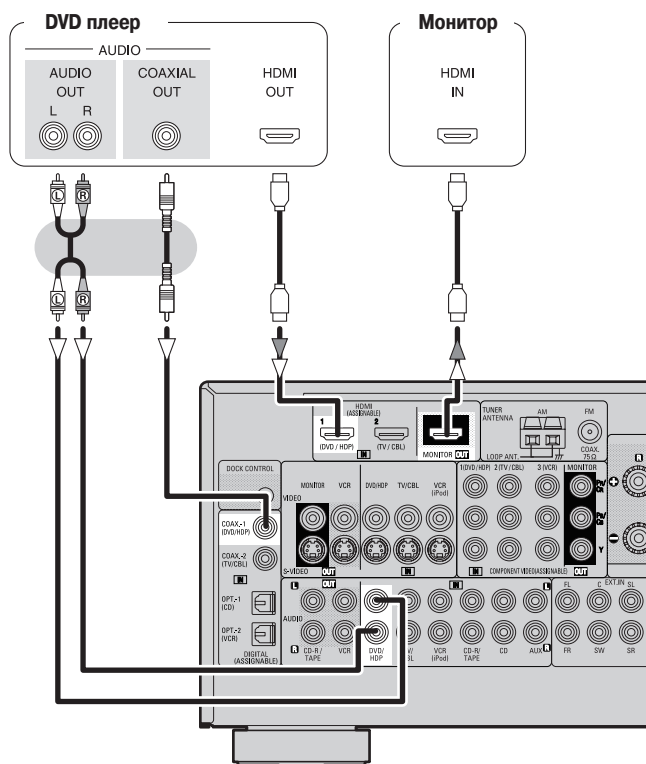 DVD плеер
Монитор
AUDIO
AUDIO OUT
COAXIAL OUT
HDMI OUT
HDMI IN
L R
L R
L R
HDMI (ASSIGNABLE)
1 (DVD / HDP)
2 (TV / CBL)
IN
MONITOR OUT
TUNER ANTENNA
AM
FM
LOOP ANT.
COAX. 75Ω
DOCK CONTROL
VIDEO
MONITOR VCR DVD/HDP TV/CBL VCR (iPod)
S-VIDEO OUT IN
1(DVD/HDP) 2(TV / CBL) 3 (VCR) MONITOR
PB/CB
PR/CR
Y
IN COMPONENT VIDEO(ASSIGNABLE) OUT
R
COAX.-1 (DVD/HDP)
COAX.-2 (TV/CBL)
IN
OPT.-1 (CD)
OPT.-2 (VCR)
DIGITAL (ASSIGNABLE)
L OUT IN L
AUDIO
R CD-R / TAPE VCR DVD/ HDP VCR (iPod) CD-R/ TAPE CD AUX R
FL C EXT.IN SL
FR SW SR